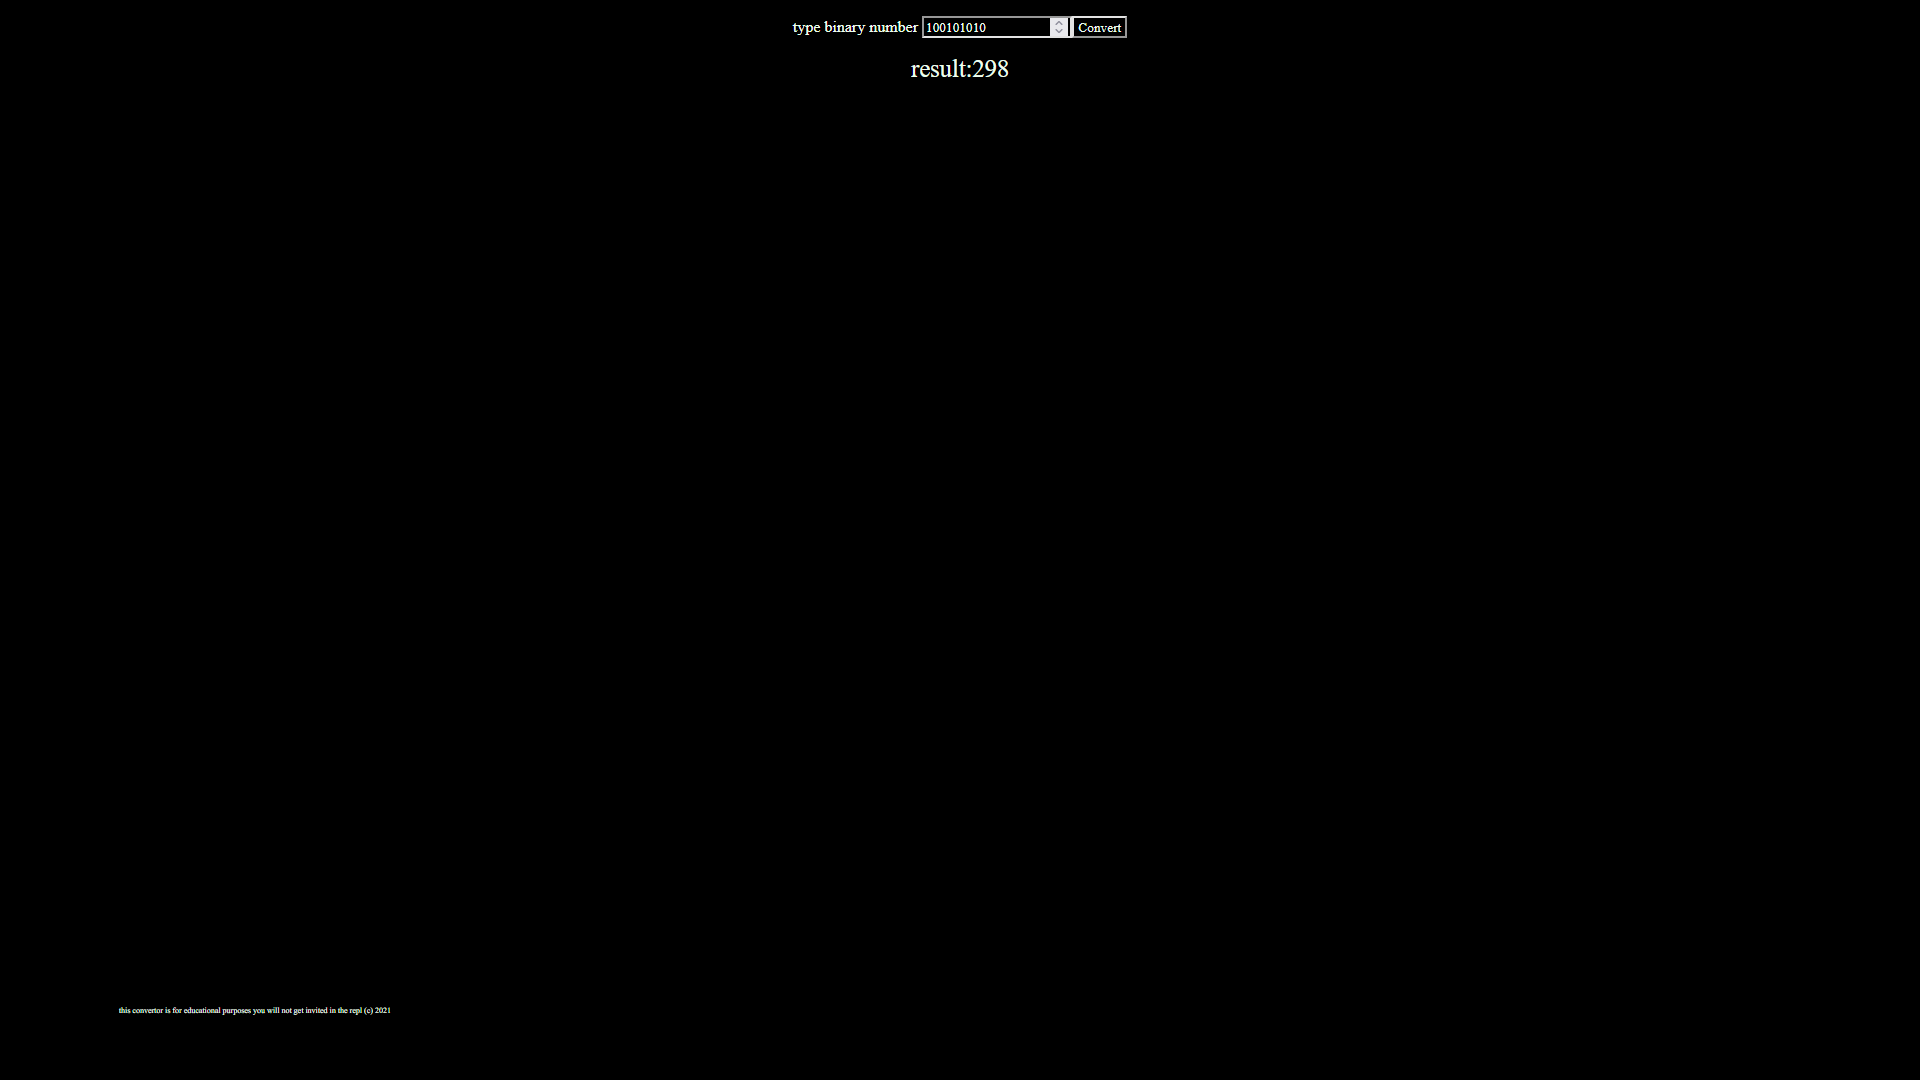 type binary number 100101010 Convert
result:298
this convertor is for educational purposes you will not get invited in the repl (c) 2021